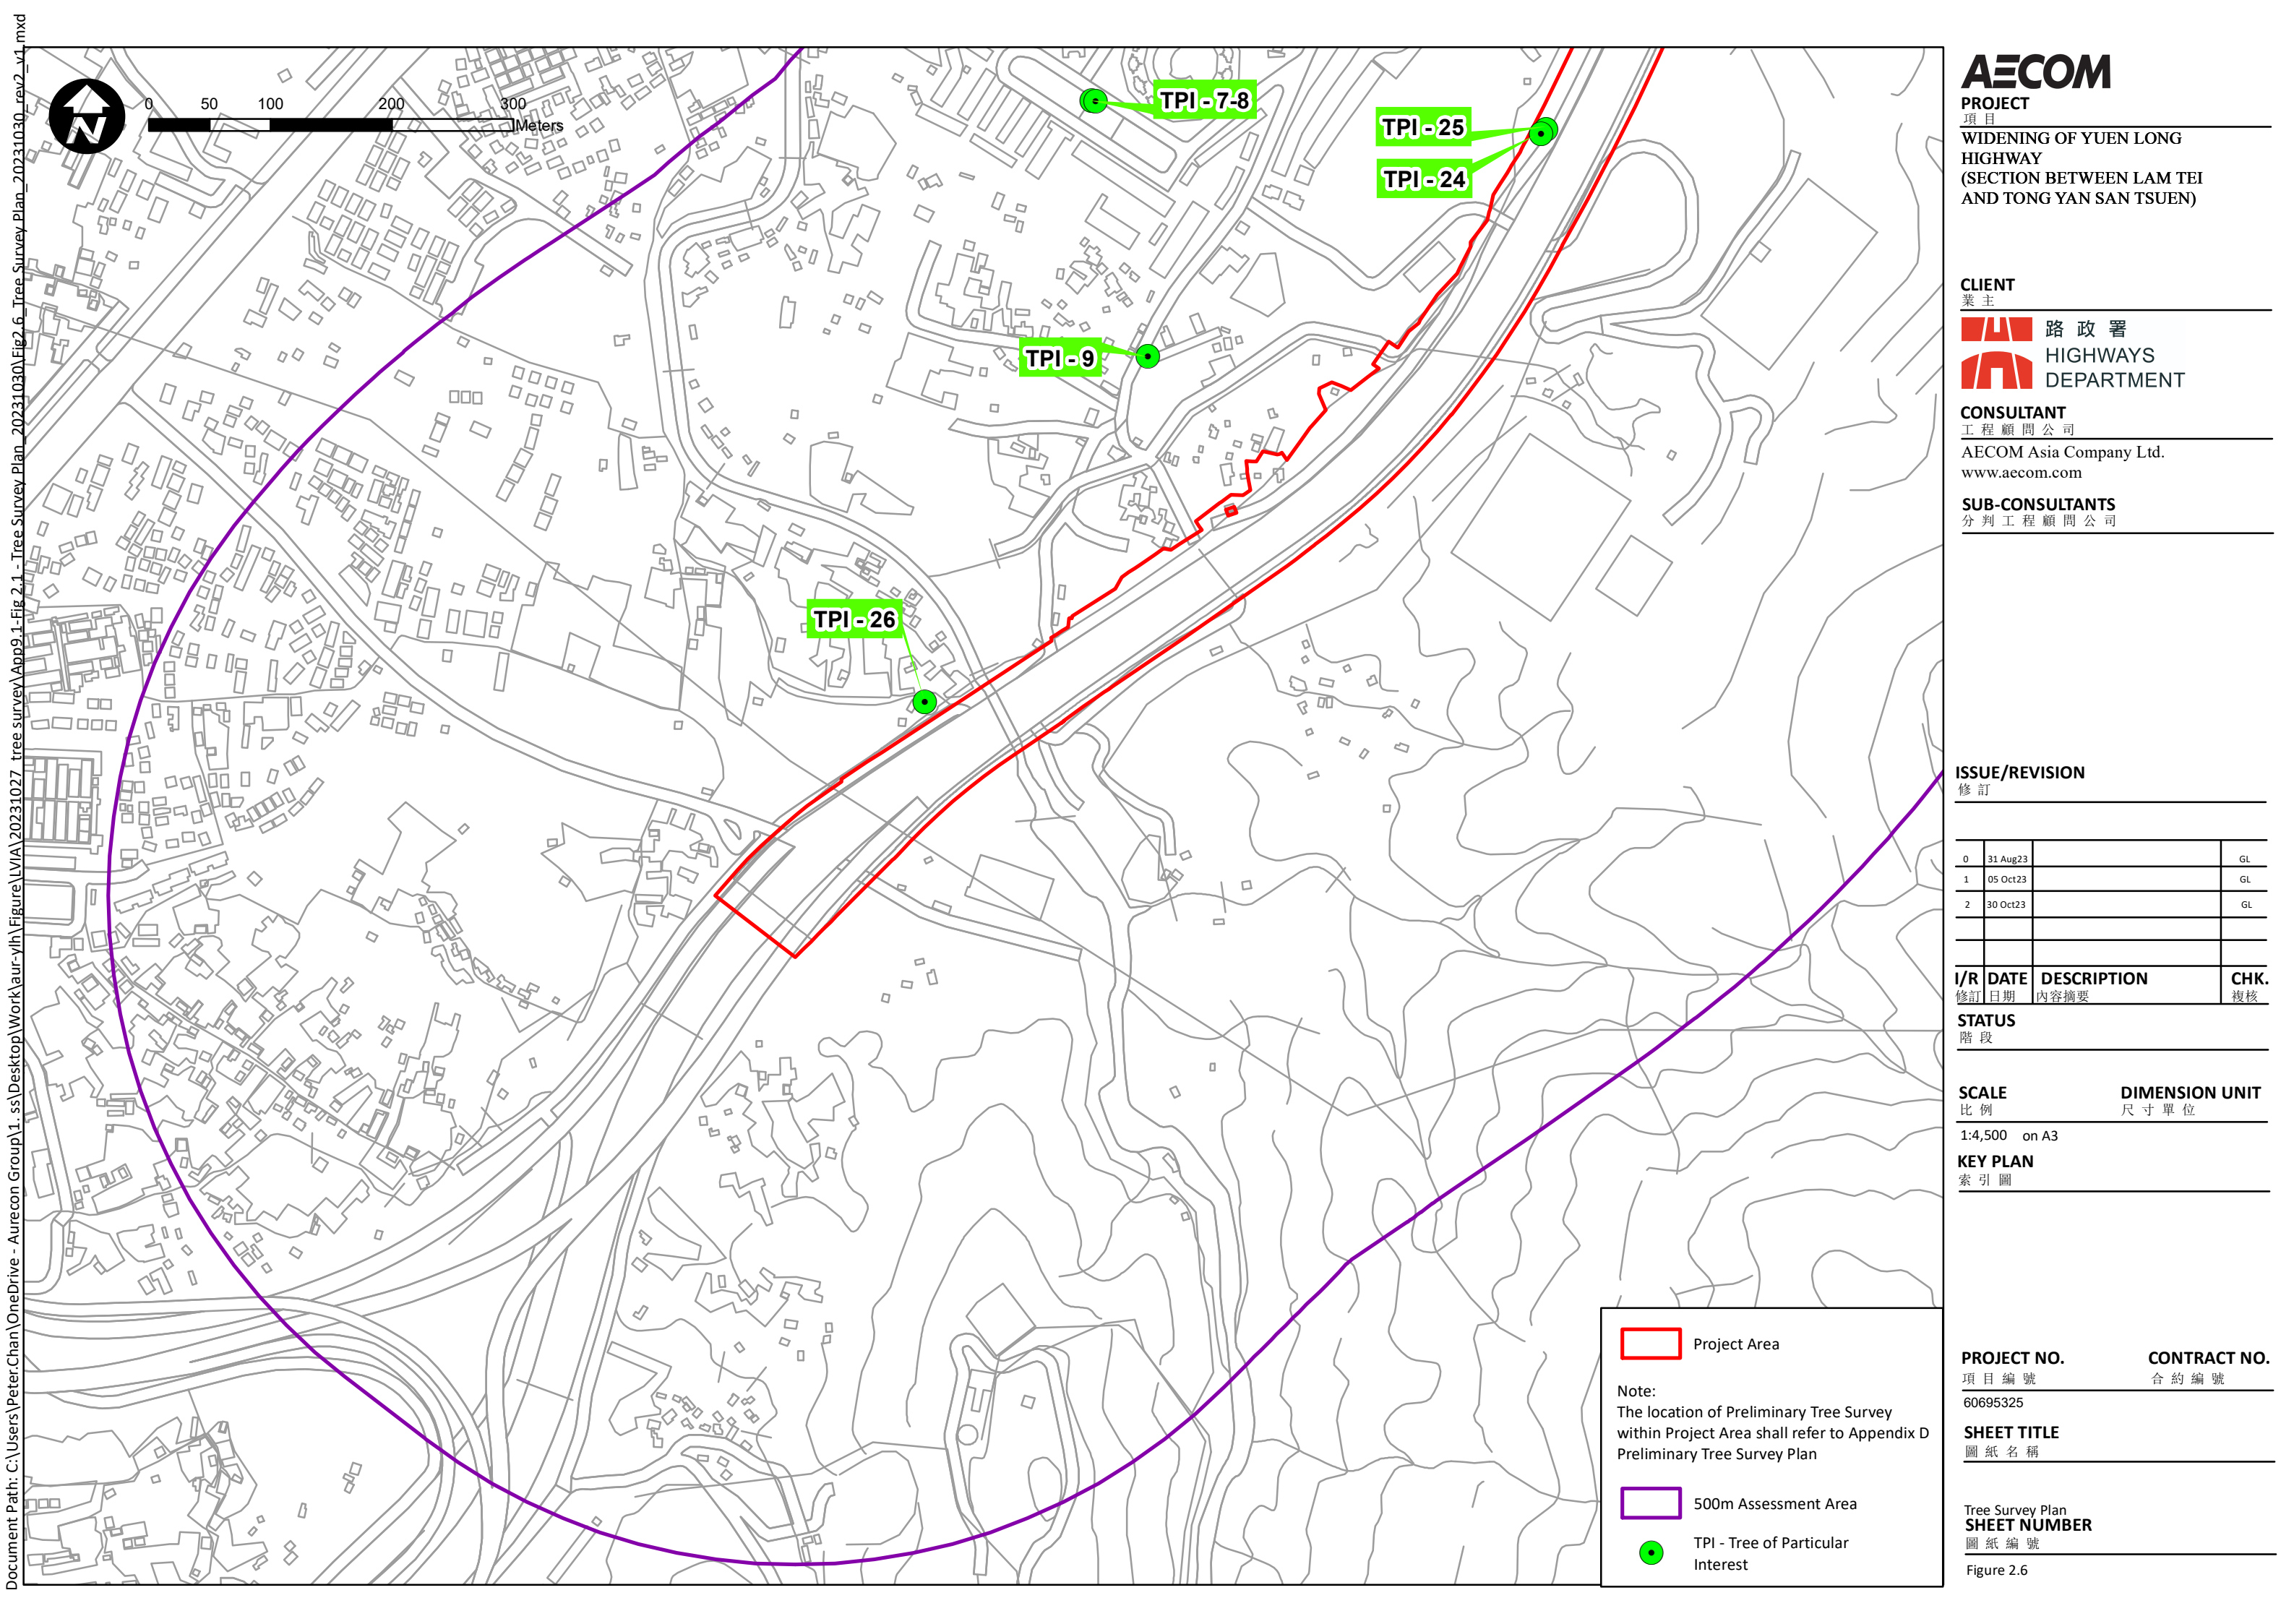 Document Path: C:\Users\Peter.Chan\OneDrive - Aurecon Group\1. ss\Desktop\Work\aur-vlh\Figure\LVIA\20231027_tree survey\App9.1-Fig 2.1 - Tree Survey Plan_20231030\Fig2.6_Tree Survey Plan_20231030_rev2_v1.mxd
N
0 50 100 200 300
Meters
TPI - 7-8
TPI - 25
TPI - 24
TPI - 9
TPI - 26
Project Area
Note:
The location of Preliminary Tree Survey
within Project Area shall refer to Appendix D
Preliminary Tree Survey Plan
500m Assessment Area
TPI - Tree of Particular
Interest
AECOM
PROJECT
項目
WIDENING OF YUEN LONG
HIGHWAY
(SECTION BETWEEN LAM TEI
AND TONG YAN SAN TSUEN)
CLIENT
業主
路政署
HIGHWAYS
DEPARTMENT
CONSULTANT
工程顧問公司
AECOM Asia Company Ltd.
www.aecom.com
SUB-CONSULTANTS
分判工程顧問公司
ISSUE/REVISION
修訂
0 31 Aug23 GL
1 05 Oct23 GL
2 30 Oct23 GL
I/R DATE DESCRIPTION CHK.
修訂 日期 內容摘要 複核
STATUS
階段
SCALE DIMENSION UNIT
比例 尺寸單位
1:4,500 on A3
KEY PLAN
索引圖
PROJECT NO. CONTRACT NO.
項目編號 合約編號
60695325
SHEET TITLE
圖紙名稱
Tree Survey Plan
SHEET NUMBER
圖紙編號
Figure 2.6